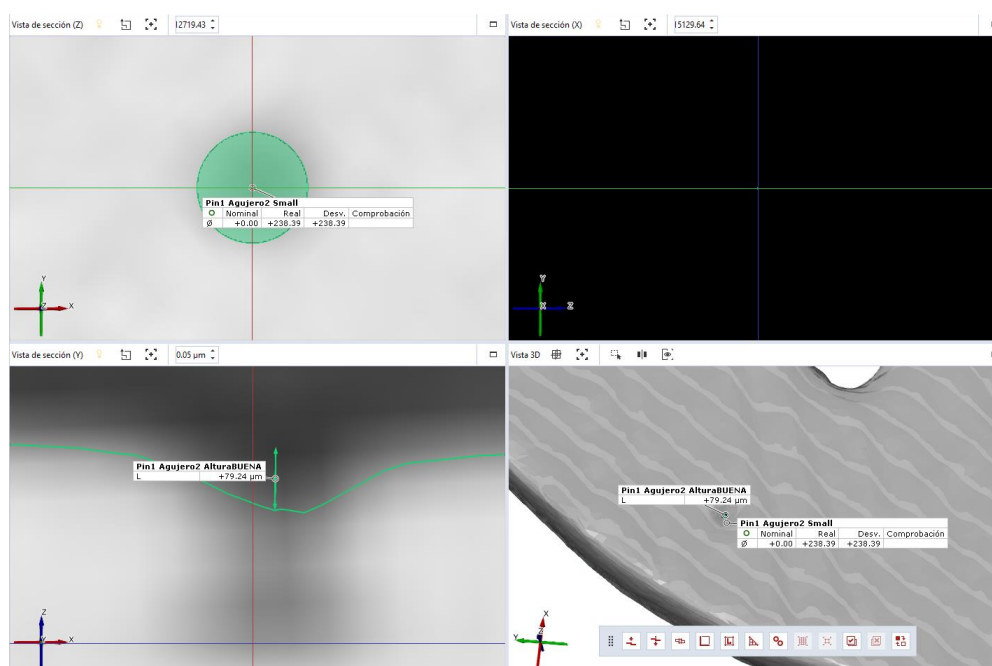 Vista de sección (Z) 12719.43
Vista de sección (X) 15129.64
Pin1 Agujero2 Small
Nominal Real Desv. Comprobación
Ø +0.00 +238.39 +238.39
Y
Z X
Y
X Z
Vista de sección (Y) 0.05 µm
Vista 3D
Pin1 Agujero2 AlturaBUENA
L +79.24 µm
Pin1 Agujero2 AlturaBUENA
L +79.24 µm
Pin1 Agujero2 Small
Nominal Real Desv. Comprobación
Ø +0.00 +238.39 +238.39
Z
Y X
X
Y Z